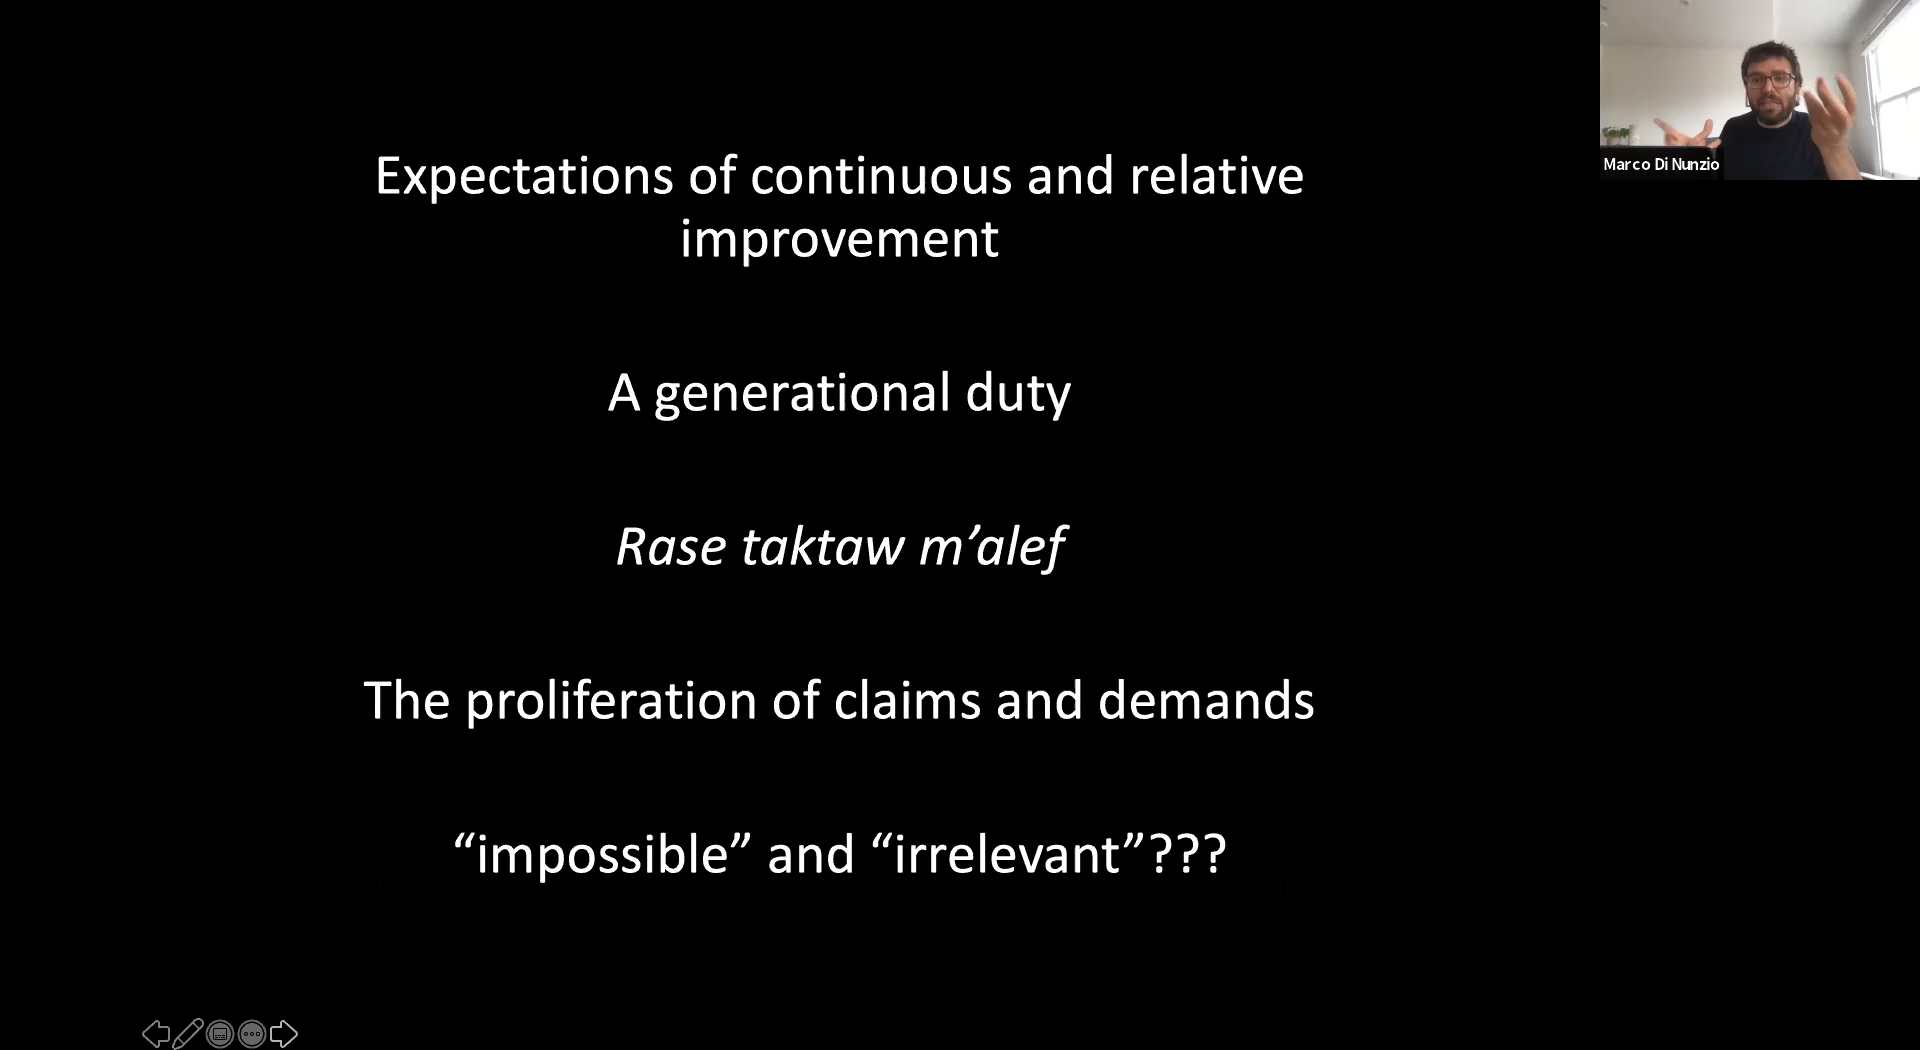 Expectations of continuous and relative
improvement
A generational duty
Rase taktaw m’alef
The proliferation of claims and demands
“impossible” and “irrelevant”???
Marco Di Nunzio